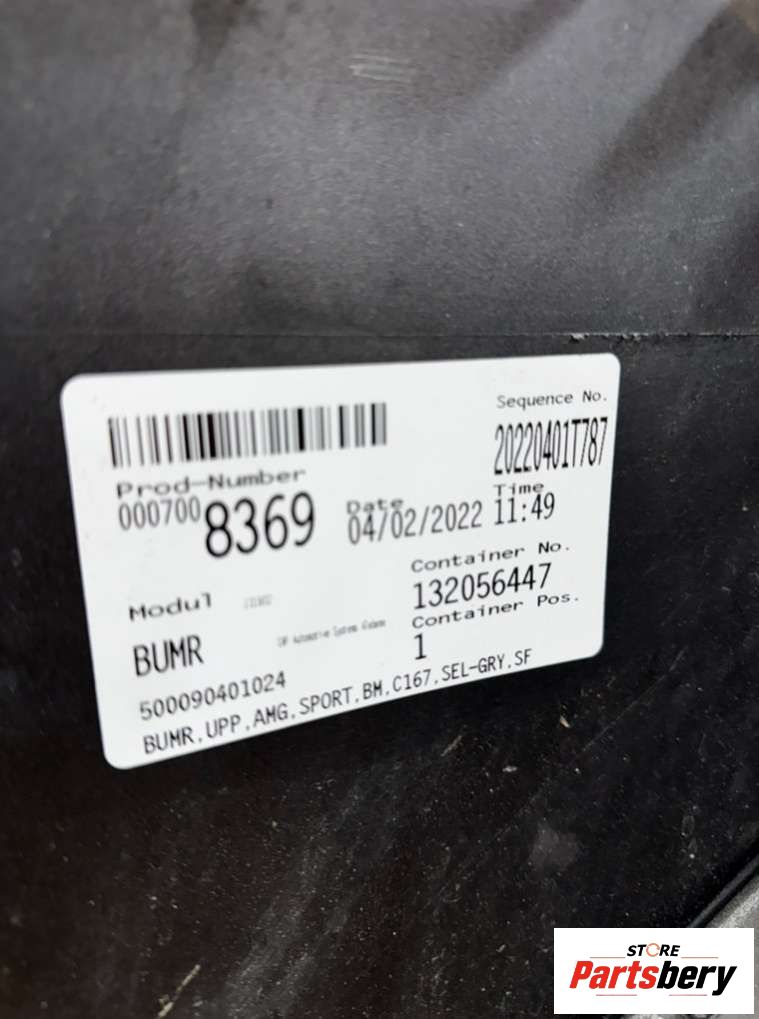 Sequence No.
20220401T787
Prod-Number
0007008369
Date
04/02/2022
Time
11:49
Container No.
132056447
Modul
Container Pos.
BUMR
1
500090401024
BUMR.UPP.AMG.SPORT.BM.C167.SEL-GRY.SF
STORE
Partsbery